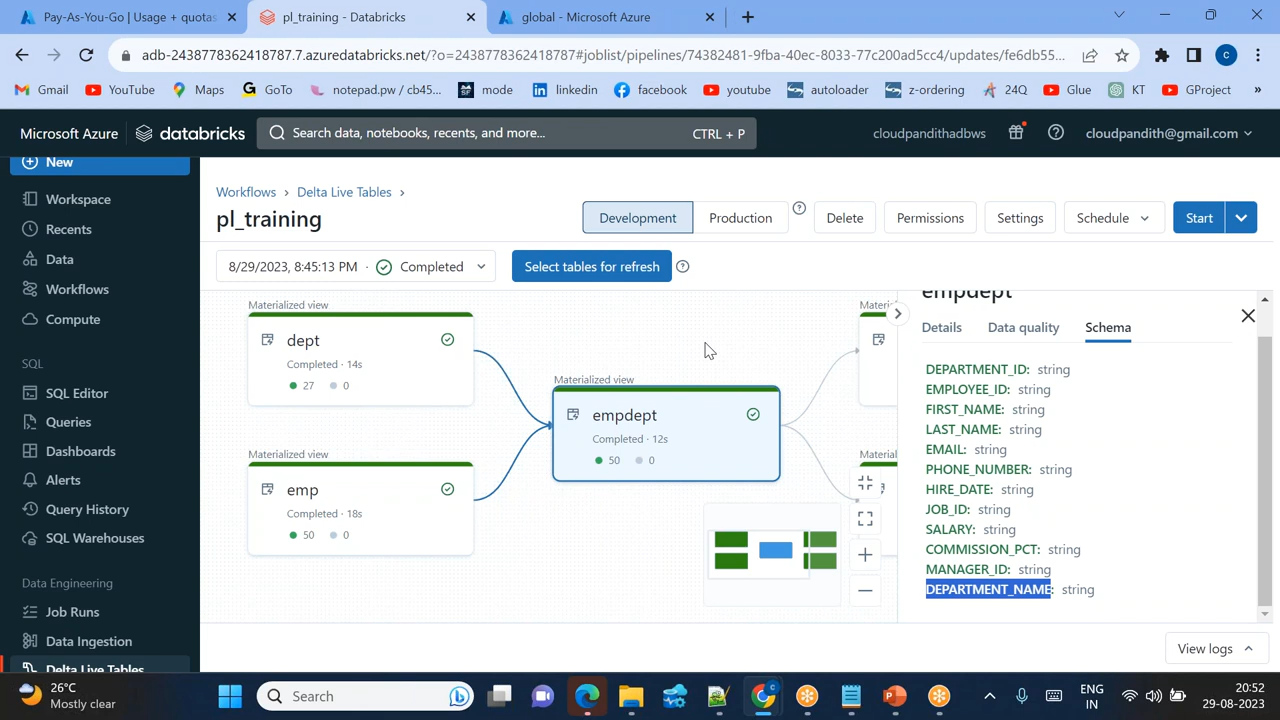 Pay-As-You-Go | Usage + quotas
pl_training - Databricks
global - Microsoft Azure
adb-2438778362418787.7.azuredatabricks.net/?o=2438778362418787#joblist/pipelines/74382481-9fba-40ec-8033-77c200ad5cc4/updates/fe6db55...
Gmail
YouTube
Maps
GoTo
notepad.pw / cb45...
mode
linkedin
facebook
youtube
autoloader
z-ordering
24Q
Glue
KT
GProject
»
Microsoft Azure
databricks
Search data, notebooks, recents, and more...
CTRL + P
cloudpandithadbws
cloudpandith@gmail.com
New
Workspace
Recents
Data
Workflows
Compute
SQL
SQL Editor
Queries
Dashboards
Alerts
Query History
SQL Warehouses
Data Engineering
Job Runs
Data Ingestion
Delta Live Tables
Workflows › Delta Live Tables ›
pl_training
Development
Production
Delete
Permissions
Settings
Schedule
Start
8/29/2023, 8:45:13 PM · Completed
Select tables for refresh
Materialized view
dept
Completed · 14s
27 0
Materialized view
emp
Completed · 18s
50 0
Materialized view
empdept
Completed · 12s
50 0
Materi
Material
empdept
Details
Data quality
Schema
DEPARTMENT_ID: string
EMPLOYEE_ID: string
FIRST_NAME: string
LAST_NAME: string
EMAIL: string
PHONE_NUMBER: string
HIRE_DATE: string
JOB_ID: string
SALARY: string
COMMISSION_PCT: string
MANAGER_ID: string
DEPARTMENT_NAME: string
View logs
26°C
Mostly clear
Search
ENG
IN
20:52
29-08-2023